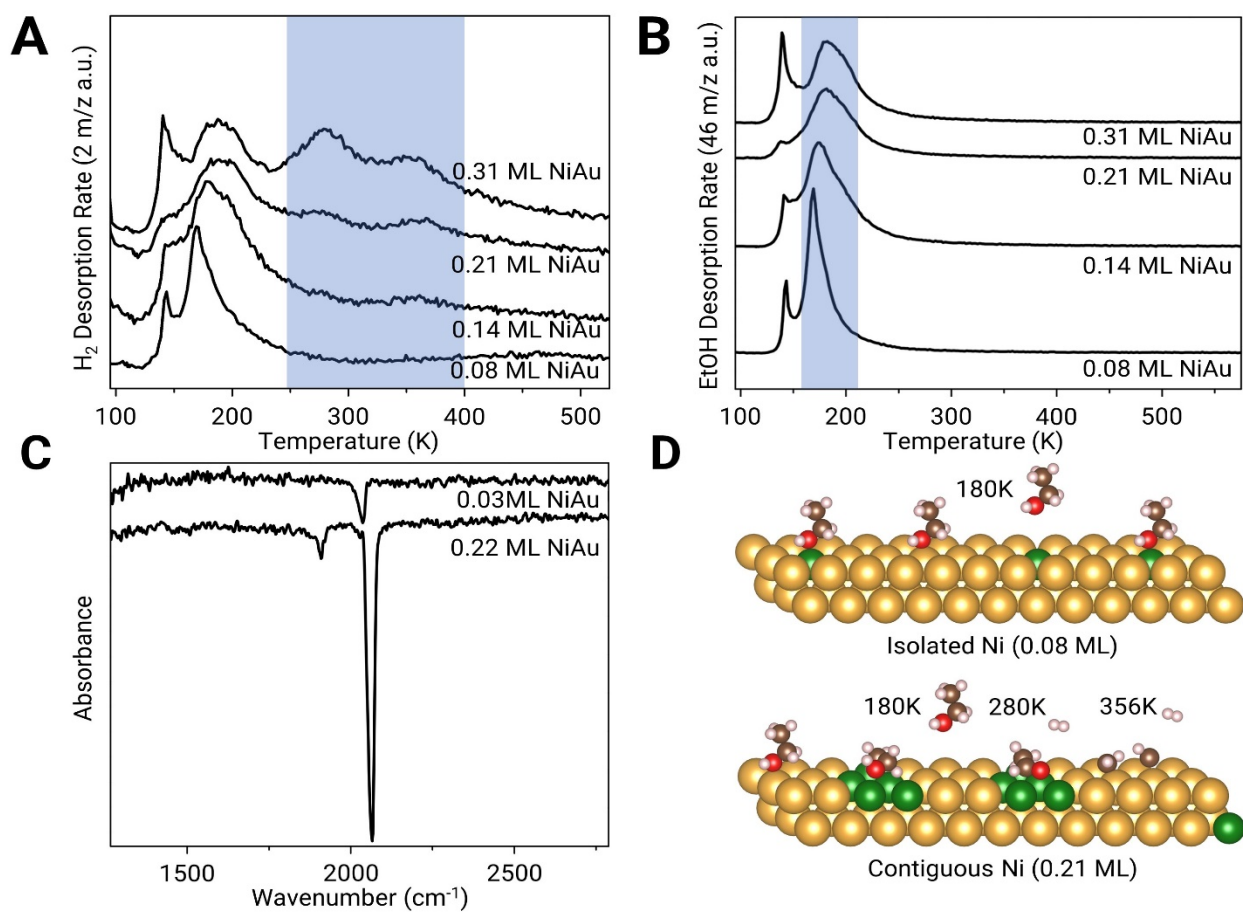 A
H₂ Desorption Rate (2 m/z a.u.)
0.31 ML NiAu
0.21 ML NiAu
0.14 ML NiAu
0.08 ML NiAu
100 200 300 400 500
Temperature (K)
B
EtOH Desorption Rate (46 m/z a.u.)
0.31 ML NiAu
0.21 ML NiAu
0.14 ML NiAu
0.08 ML NiAu
100 200 300 400 500
Temperature (K)
C
Absorbance
0.03ML NiAu
0.22 ML NiAu
1500 2000 2500
Wavenumber (cm⁻¹)
D
180K
Isolated Ni (0.08 ML)
180K 280K 356K
Contiguous Ni (0.21 ML)